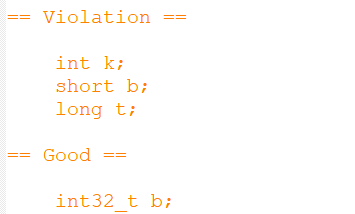 == Violation ==
int k;
short b;
long t;
== Good ==
int32_t b;